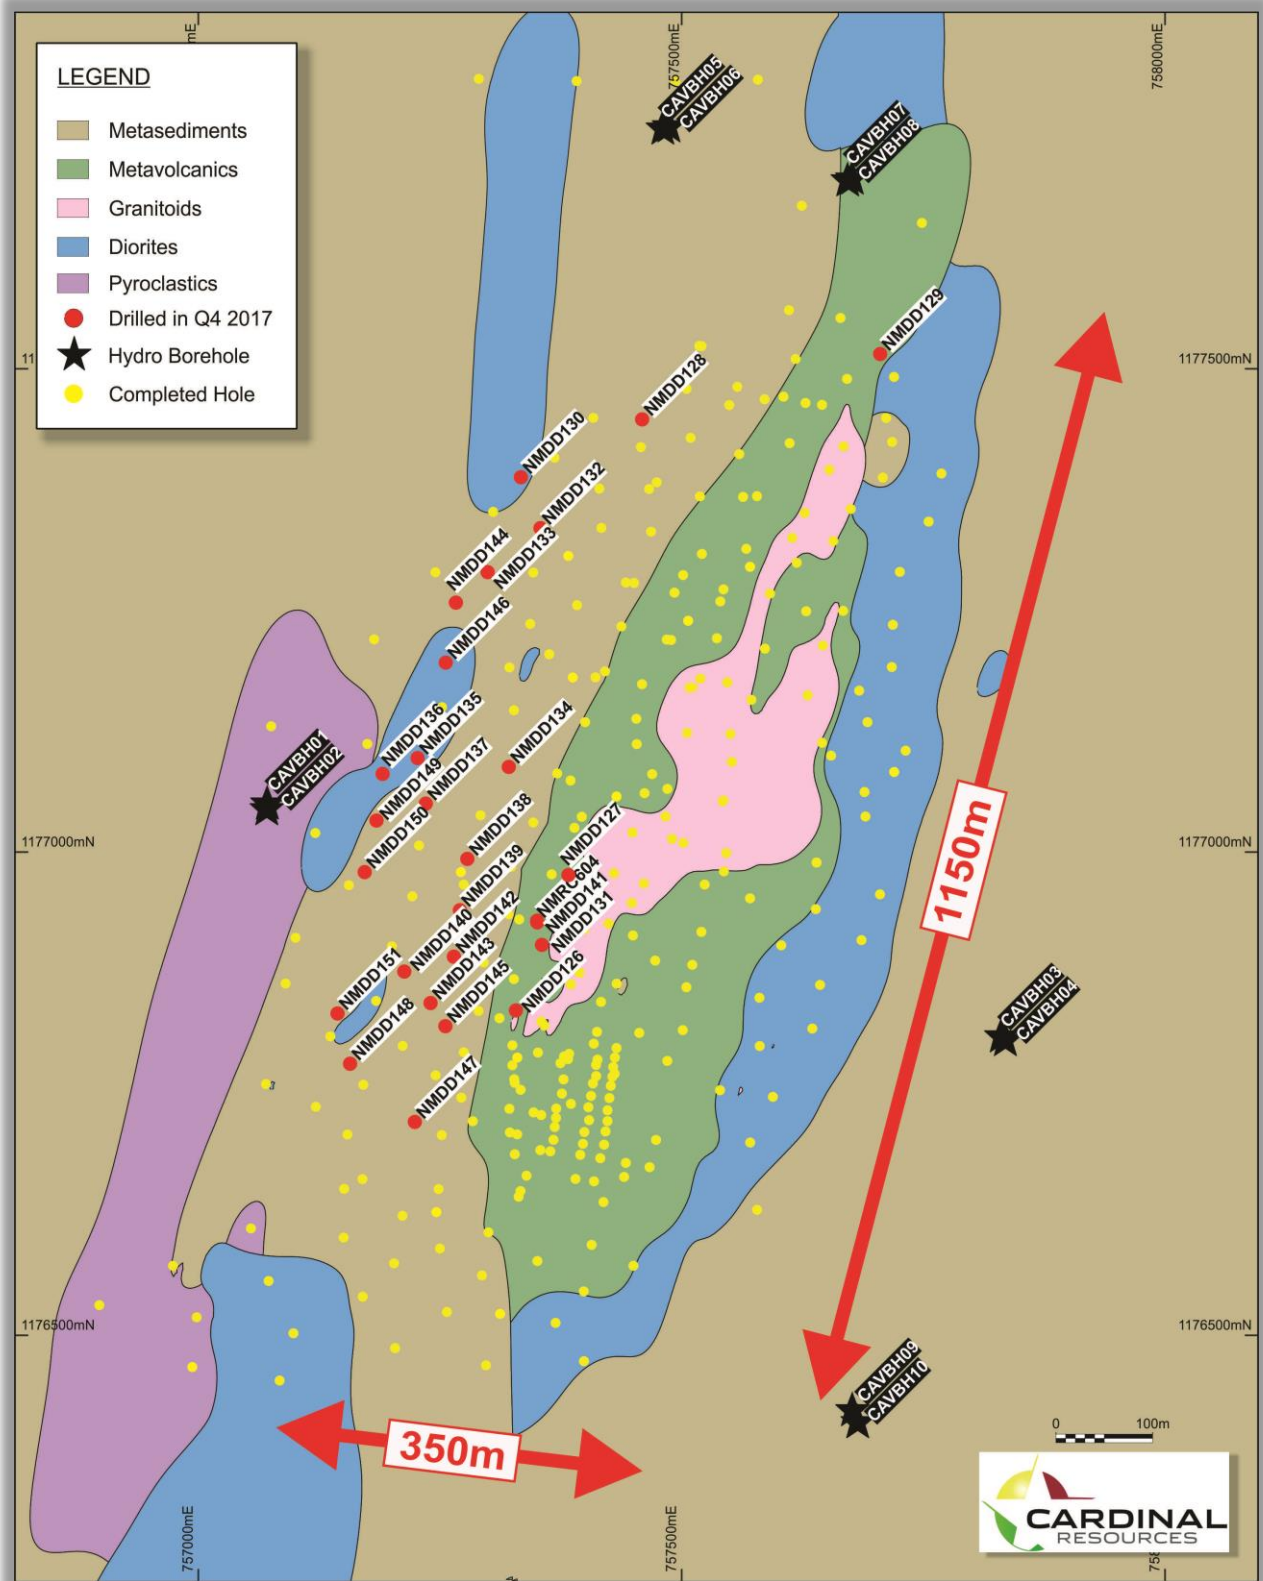 mE
757500mE
758000mE
LEGEND
Metasediments
Metavolcanics
Granitoids
Diorites
Pyroclastics
Drilled in Q4 2017
Hydro Borehole
Completed Hole
CAVBH05
CAVBH06
CAVBH07
CAVBH08
NMDD129
11
1177500mN
NMDD128
NMDD130
NMDD132
NMDD133
NMDD144
NMDD146
NMDD135
NMDD136
NMDD134
NMDD137
NMDD149
CAVBH01
CAVBH02
NMDD150
NMDD138
NMDD127
1177000mN
1177000mN
1150m
NMDD139
NMRC604
NMDD141
NMDD131
NMDD142
NMDD140
NMDD143
NMDD151
NMDD145
NMDD126
NMDD148
NMDD147
CAVBH03
CAVBH04
1176500mN
1176500mN
CAVBH09
CAVBH10
350m
0
100m
CARDINAL
RESOURCES
757000mE
757500mE
758